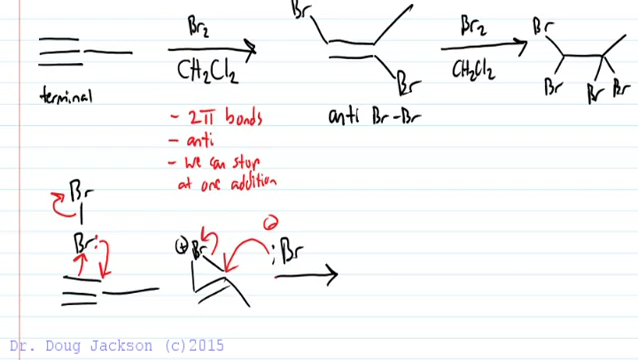 Br
Br₂
CH₂Cl₂
terminal
Br
anti Br-Br
Br₂
CH₂Cl₂
Br
Br
Br
Br
- 2π bonds
- anti
- we can stop
at one addition
Br
Br:
⊕Br
⊖
:Br
Dr. Doug Jackson (c)2015